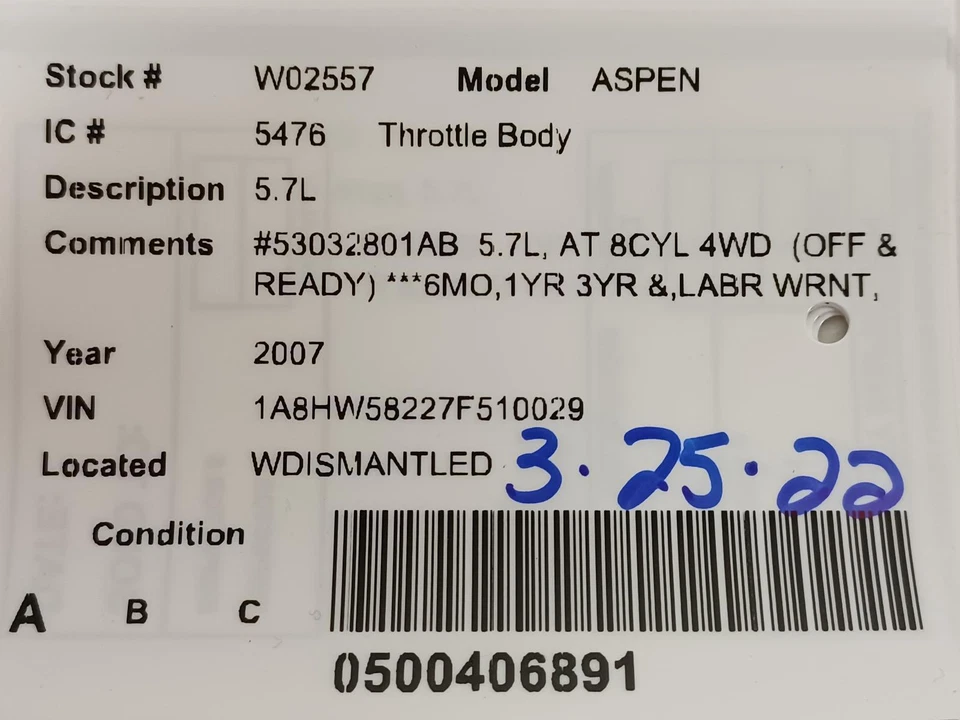 Stock # W02557 Model ASPEN
IC # 5476 Throttle Body
Description 5.7L
Comments #53032801AB 5.7L, AT 8CYL 4WD (OFF &
READY) ***6MO,1YR 3YR &,LABR WRNT,
Year 2007
VIN 1A8HW58227F510029
Located WDISMANTLED 3.25.22
Condition
A B C
0500406891